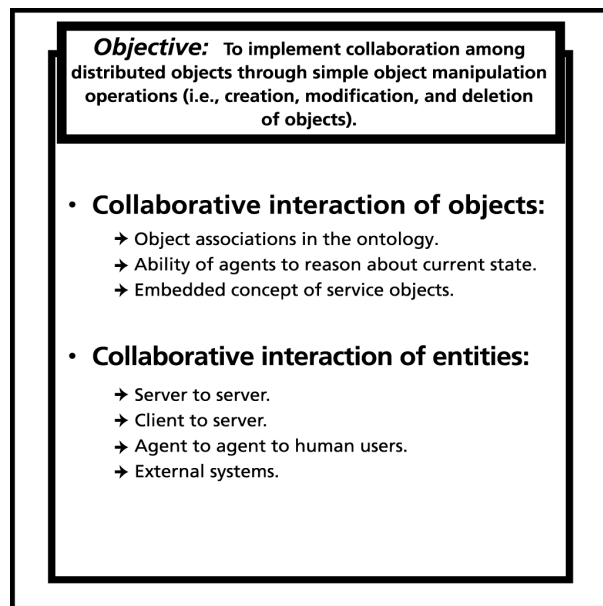 Objective: To implement collaboration among
distributed objects through simple object manipulation
operations (i.e., creation, modification, and deletion
of objects).
• Collaborative interaction of objects:
➔ Object associations in the ontology.
➔ Ability of agents to reason about current state.
➔ Embedded concept of service objects.
• Collaborative interaction of entities:
➔ Server to server.
➔ Client to server.
➔ Agent to agent to human users.
➔ External systems.